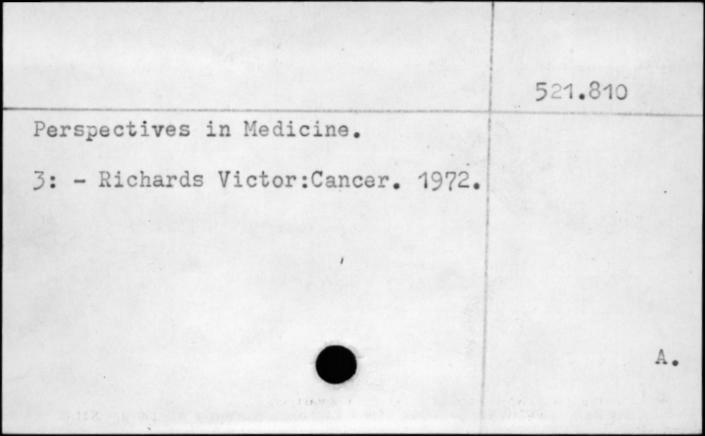 521.810
Perspectives in Medicine.
3: - Richards Victor:Cancer. 1972.
A.